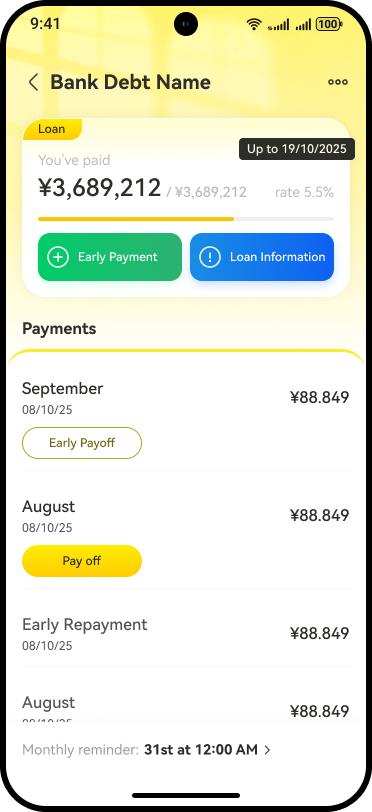 9:41
100
Bank Debt Name
Loan
Up to 19/10/2025
You've paid
¥3,689,212 / ¥3,689,212 rate 5.5%
Early Payment
Loan Information
Payments
September
¥88.849
08/10/25
Early Payoff
August
¥88.849
08/10/25
Pay off
Early Repayment
¥88.849
08/10/25
August
¥88.849
08/10/25
Monthly reminder: 31st at 12:00 AM